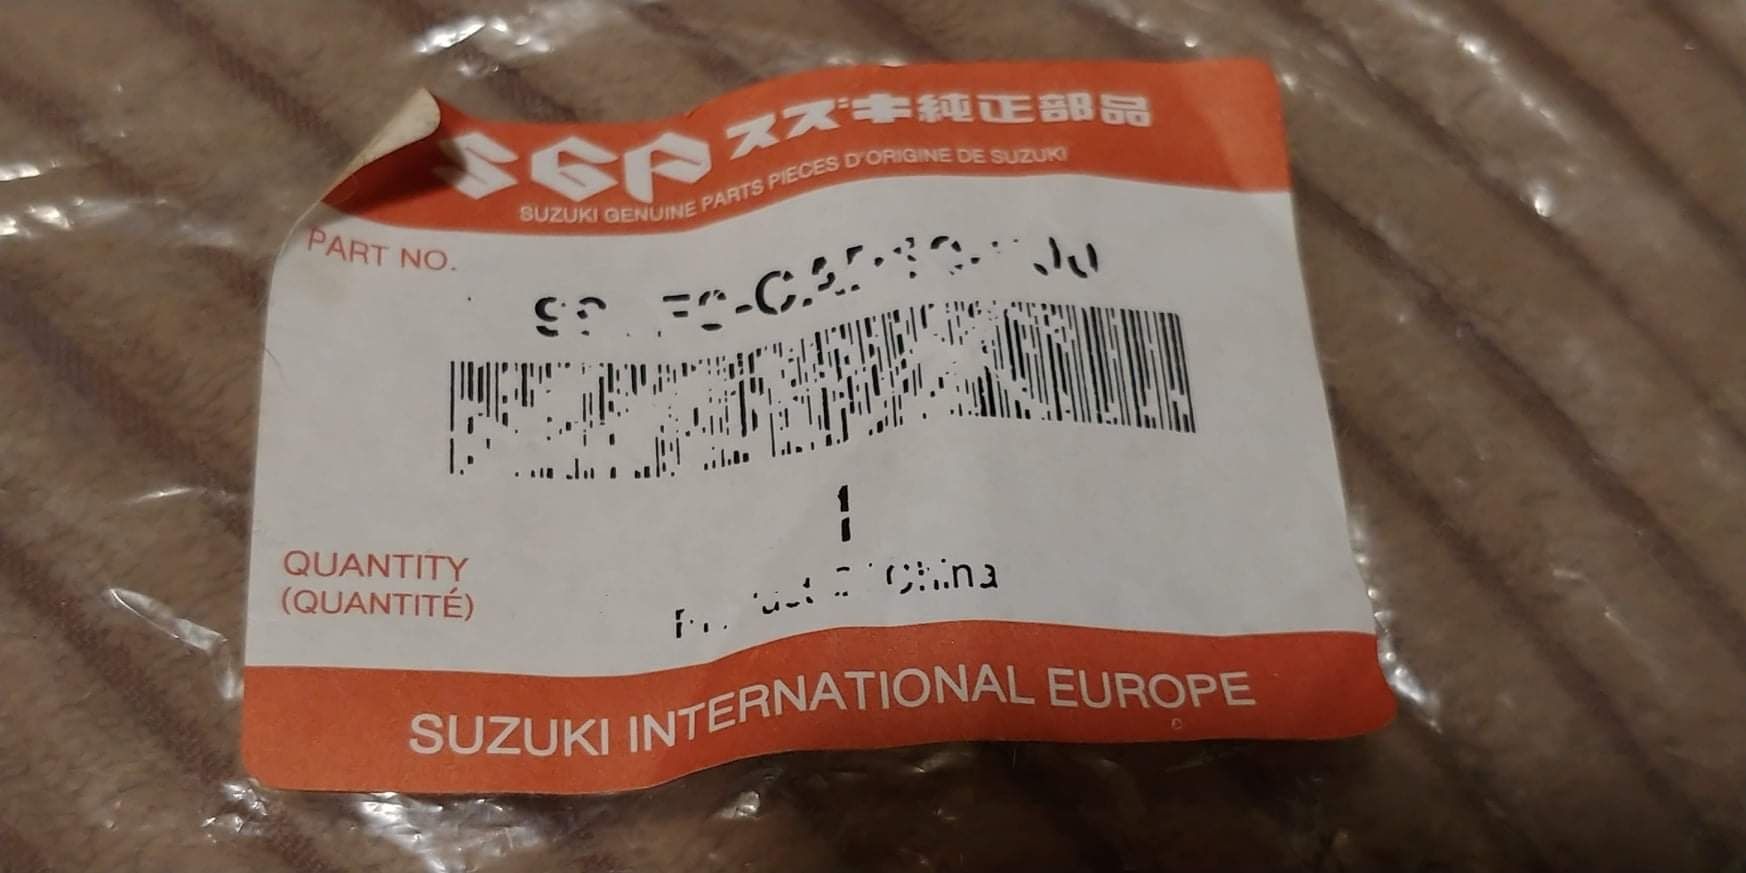 SGP スズキ純正部品
SUZUKI GENUINE PARTS PIECES D'ORIGINE DE SUZUKI
PART NO.
1
China
QUANTITY
(QUANTITÉ)
SUZUKI INTERNATIONAL EUROPE